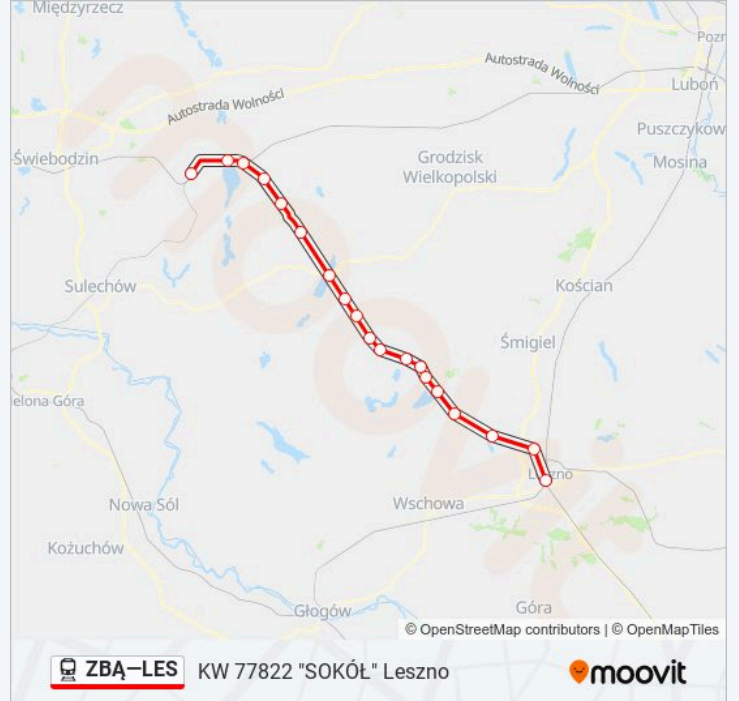 Międzyrzecz
Pozn
Autostrada Wolności
Luboń
Autostrada Wolności
Puszczykow
Świebodzin
Grodzisk
Wielkopolski
Mosina
Sulechów
Kościan
Śmigiel
elona Góra
Leszno
Nowa Sól
Wschowa
Kożuchów
Głogów
Góra
© OpenStreetMap contributors | © OpenMapTiles
ZBĄ—LES KW 77822 "SOKÓŁ" Leszno moovit